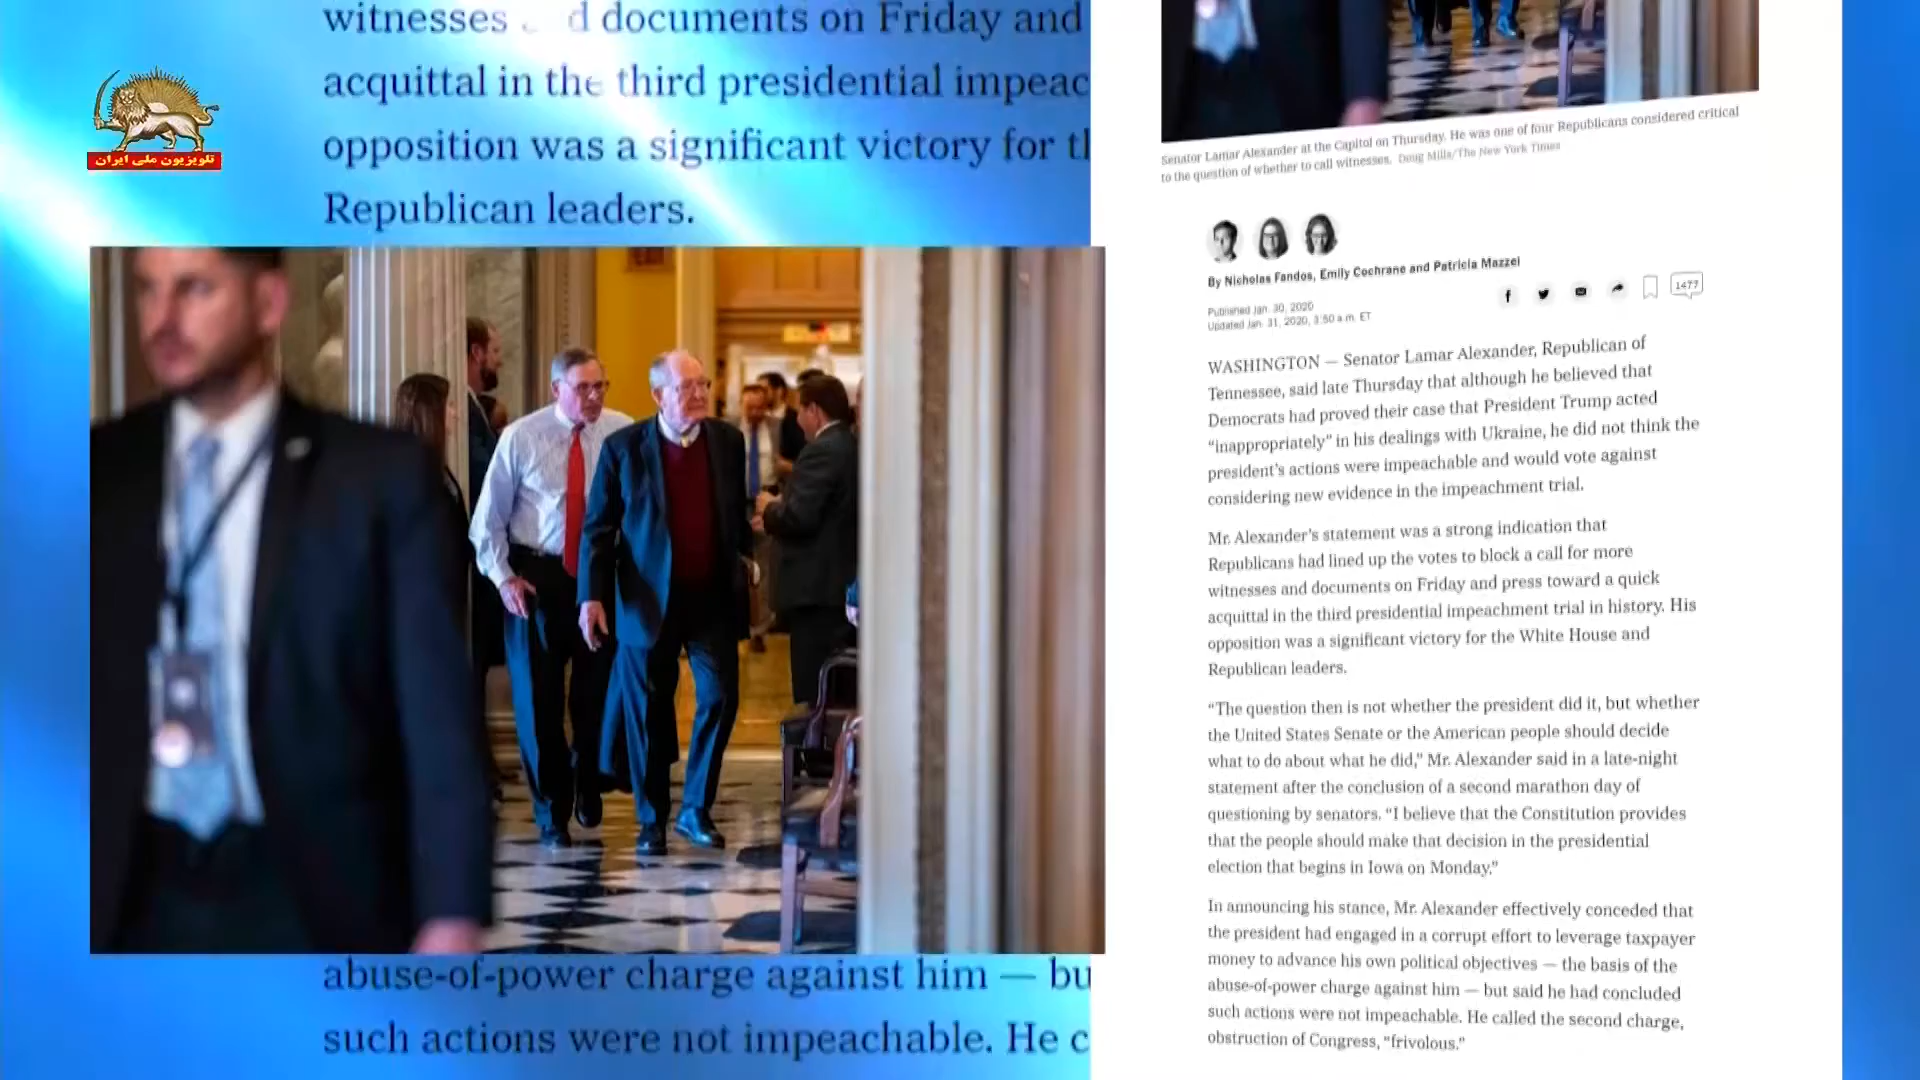 witnesses d documents on Friday and
acquittal in the third presidential impeac
opposition was a significant victory for tl
Republican leaders.
تلویزیون ملی ایران
abuse-of-power charge against him — bu
such actions were not impeachable. He c
Senator Lamar Alexander at the Capitol on Thursday. He was one of four Republicans considered critical
to the question of whether to call witnesses. Doug Mills/The New York Times
By Nicholas Fandos, Emily Cochrane and Patricia Mazzei
Published Jan. 30, 2020
Updated Jan. 31, 2020, 3:50 a.m. ET
1477
WASHINGTON — Senator Lamar Alexander, Republican of
Tennessee, said late Thursday that although he believed that
Democrats had proved their case that President Trump acted
“inappropriately” in his dealings with Ukraine, he did not think the
president’s actions were impeachable and would vote against
considering new evidence in the impeachment trial.
Mr. Alexander’s statement was a strong indication that
Republicans had lined up the votes to block a call for more
witnesses and documents on Friday and press toward a quick
acquittal in the third presidential impeachment trial in history. His
opposition was a significant victory for the White House and
Republican leaders.
“The question then is not whether the president did it, but whether
the United States Senate or the American people should decide
what to do about what he did,” Mr. Alexander said in a late-night
statement after the conclusion of a second marathon day of
questioning by senators. “I believe that the Constitution provides
that the people should make that decision in the presidential
election that begins in Iowa on Monday.”
In announcing his stance, Mr. Alexander effectively conceded that
the president had engaged in a corrupt effort to leverage taxpayer
money to advance his own political objectives — the basis of the
abuse-of-power charge against him — but said he had concluded
such actions were not impeachable. He called the second charge,
obstruction of Congress, “frivolous.”